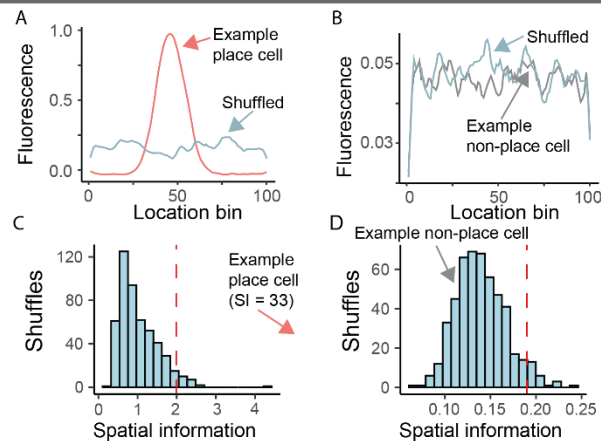 A
Fluorescence
1.0
0.5
0.0
Example
place cell
Shuffled
0
50
100
Location bin
B
Fluorescence
0.05
0.03
Shuffled
Example
non-place cell
0
25
50
75
100
Location bin
C
Shuffles
120
80
40
0
Example
place cell
(SI = 33)
0
1
2
3
4
Spatial information
D
Example non-place cell
Shuffles
60
40
20
0
0.10
0.15
0.20
0.25
Spatial information